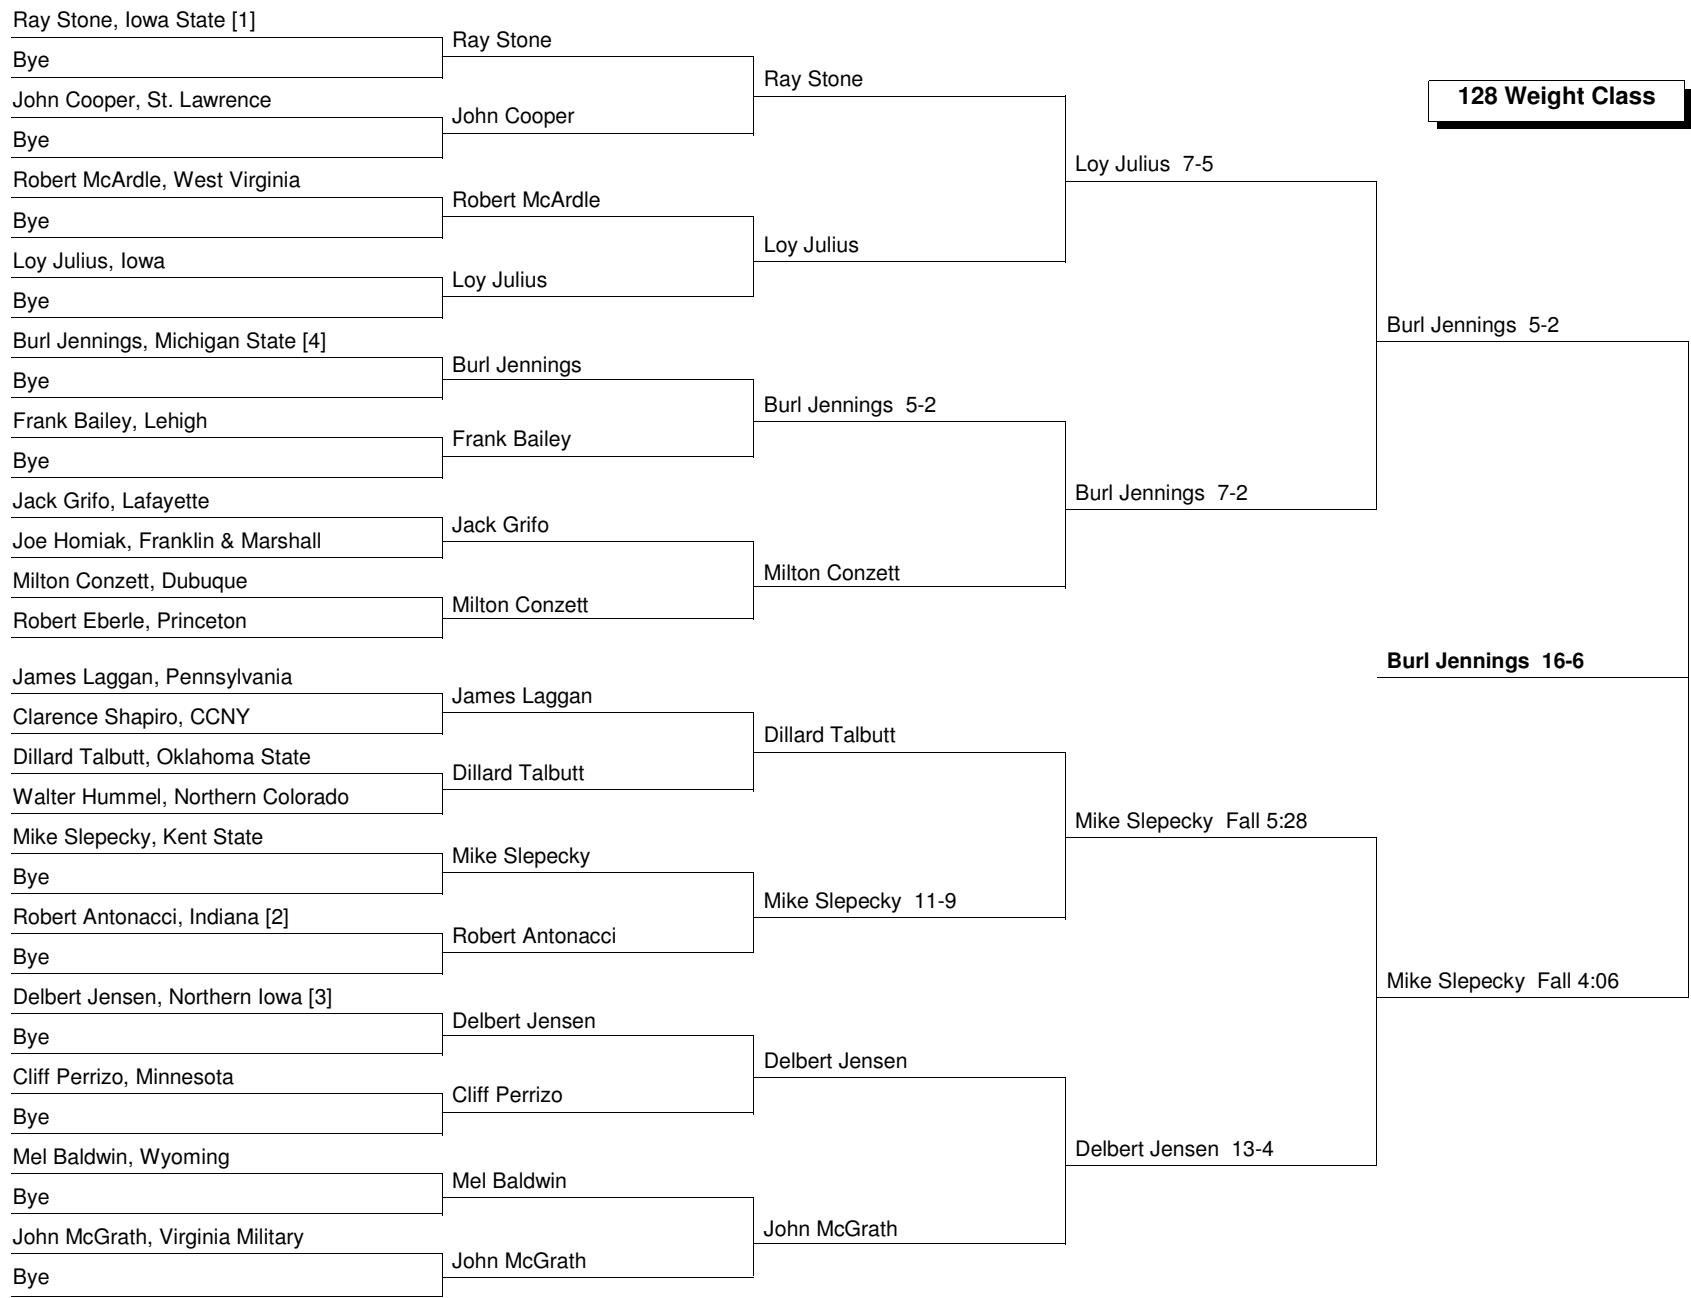 Ray Stone, Iowa State [1]
Bye
John Cooper, St. Lawrence
Bye
Robert McArdle, West Virginia
Bye
Loy Julius, Iowa
Bye
Burl Jennings, Michigan State [4]
Bye
Frank Bailey, Lehigh
Bye
Jack Grifo, Lafayette
Joe Homiak, Franklin & Marshall
Milton Conzett, Dubuque
Robert Eberle, Princeton
James Laggan, Pennsylvania
Clarence Shapiro, CCNY
Dillard Talbutt, Oklahoma State
Walter Hummel, Northern Colorado
Mike Slepecky, Kent State
Bye
Robert Antonacci, Indiana [2]
Bye
Delbert Jensen, Northern Iowa [3]
Bye
Cliff Perrizo, Minnesota
Bye
Mel Baldwin, Wyoming
Bye
John McGrath, Virginia Military
Bye
Ray Stone
John Cooper
Robert McArdle
Loy Julius
Burl Jennings
Frank Bailey
Jack Grifo
Milton Conzett
James Laggan
Dillard Talbutt
Mike Slepecky
Robert Antonacci
Delbert Jensen
Cliff Perrizo
Mel Baldwin
John McGrath
Ray Stone
Loy Julius
Burl Jennings 5-2
Milton Conzett
Dillard Talbutt
Mike Slepecky 11-9
Delbert Jensen
John McGrath
Loy Julius 7-5
Burl Jennings 7-2
Mike Slepecky Fall 5:28
Delbert Jensen 13-4
128 Weight Class
Burl Jennings 5-2
Burl Jennings 16-6
Mike Slepecky Fall 4:06